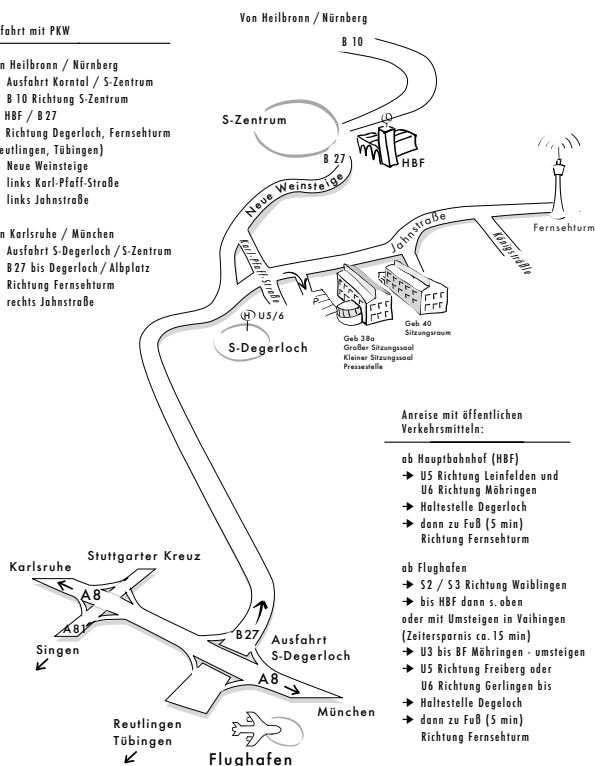 Von Heilbronn / Nürnberg
B 10
fahrt mit PKW
n Heilbronn / Nürnberg
Ausfahrt Korntal / S-Zentrum
B 10 Richtung S-Zentrum
HBF / B 27
Richtung Degerloch, Fernsehturm
eutlingen, Tübingen)
Neue Weinsteige
links Karl-Pfaff-Straße
links Jahnstraße
n Karlsruhe / München
Ausfahrt S-Degerloch / S-Zentrum
B 27 bis Degerloch / Albplatz
Richtung Fernsehturm
rechts Jahnstraße
S-Zentrum
HBF
B 27
Neue Weinsteige
Jahnstraße
Fernsehturm
Königsträßle
Karl-Pfaff-Straße
P
H U5/6
S-Degerloch
Geb 38a
Großer Sitzungssaal
Kleiner Sitzungssaal
Pressestelle
Geb 40
Sitzungsraum
Anreise mit öffentlichen
Verkehrsmitteln:
ab Hauptbahnhof (HBF)
→ U5 Richtung Leinfelden und
U6 Richtung Möhringen
→ Haltestelle Degerloch
→ dann zu Fuß (5 min)
Richtung Fernsehturm
ab Flughafen
→ S2 / S3 Richtung Waiblingen
→ bis HBF dann s. oben
oder mit Umsteigen in Vaihingen
(Zeitersparnis ca. 15 min)
→ U3 bis BF Möhringen - umsteigen
→ U5 Richtung Freiberg oder
U6 Richtung Gerlingen bis
→ Haltestelle Degeloch
→ dann zu Fuß (5 min)
Richtung Fernsehturm
Karlsruhe
Stuttgarter Kreuz
A8
A81
Singen
B27
Ausfahrt
S-Degerloch
A8
München
Reutlingen
Tübingen
Flughafen